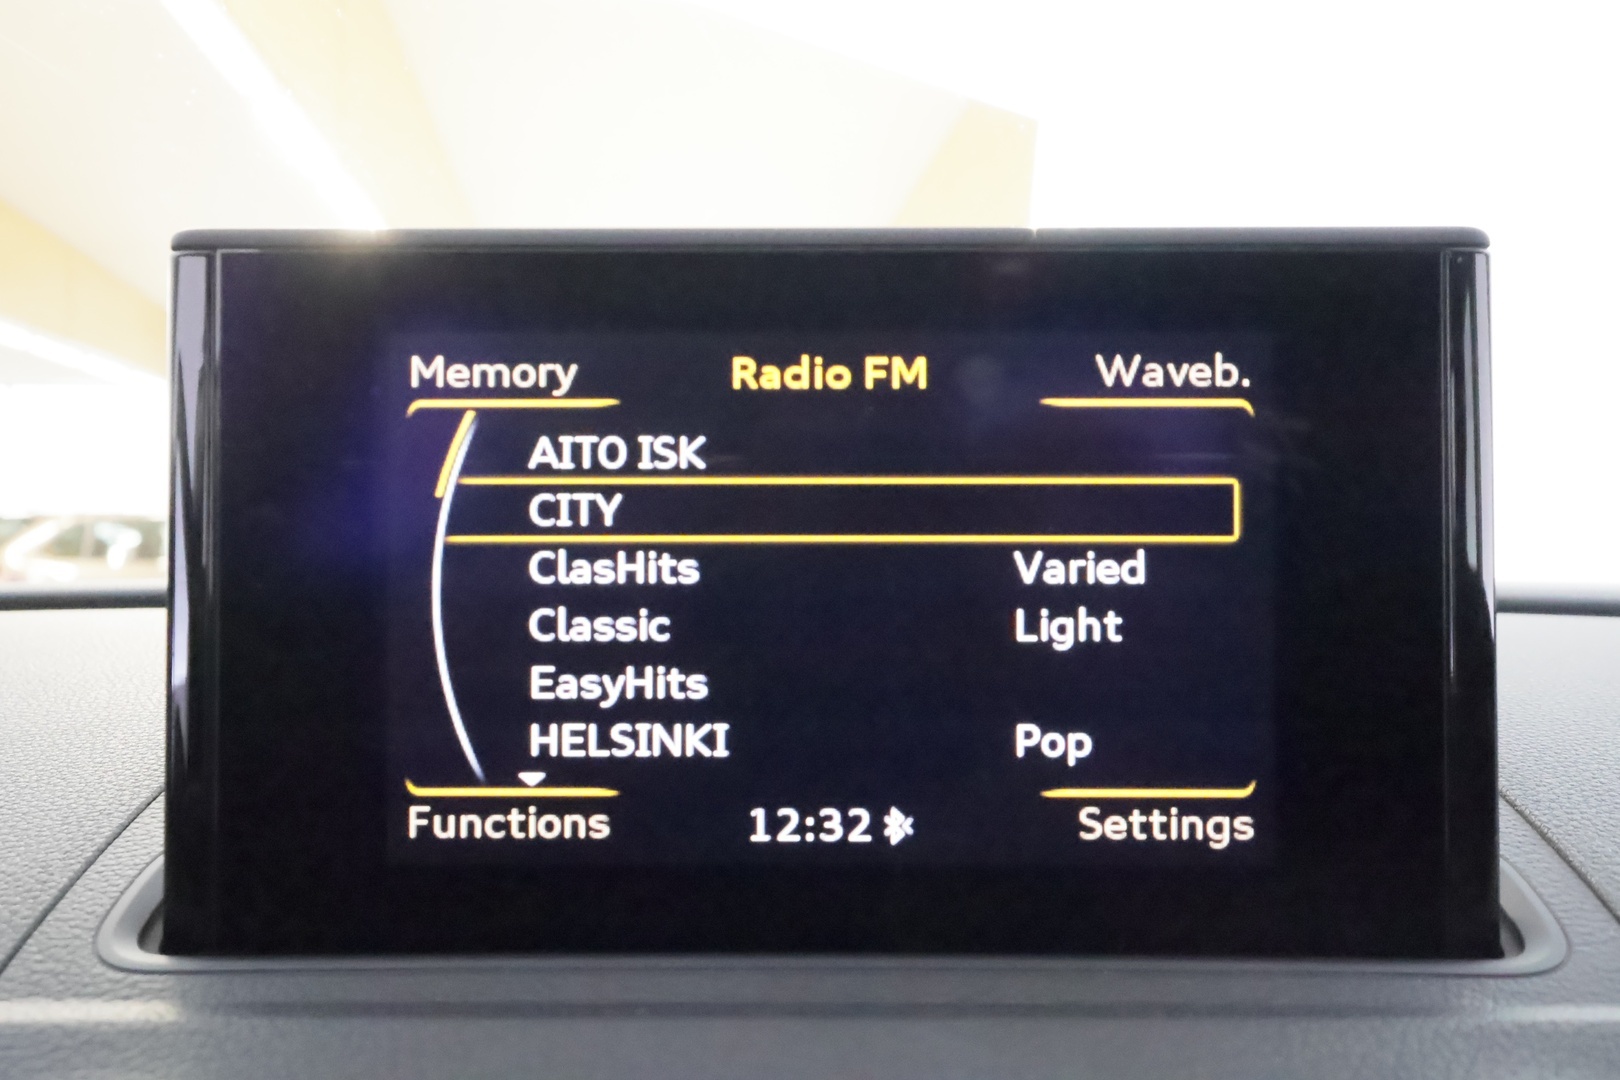 Memory Radio FM Waveb.
AITO ISK
CITY
ClasHits Varied
Classic Light
EasyHits
HELSINKI Pop
Functions 12:32 Settings